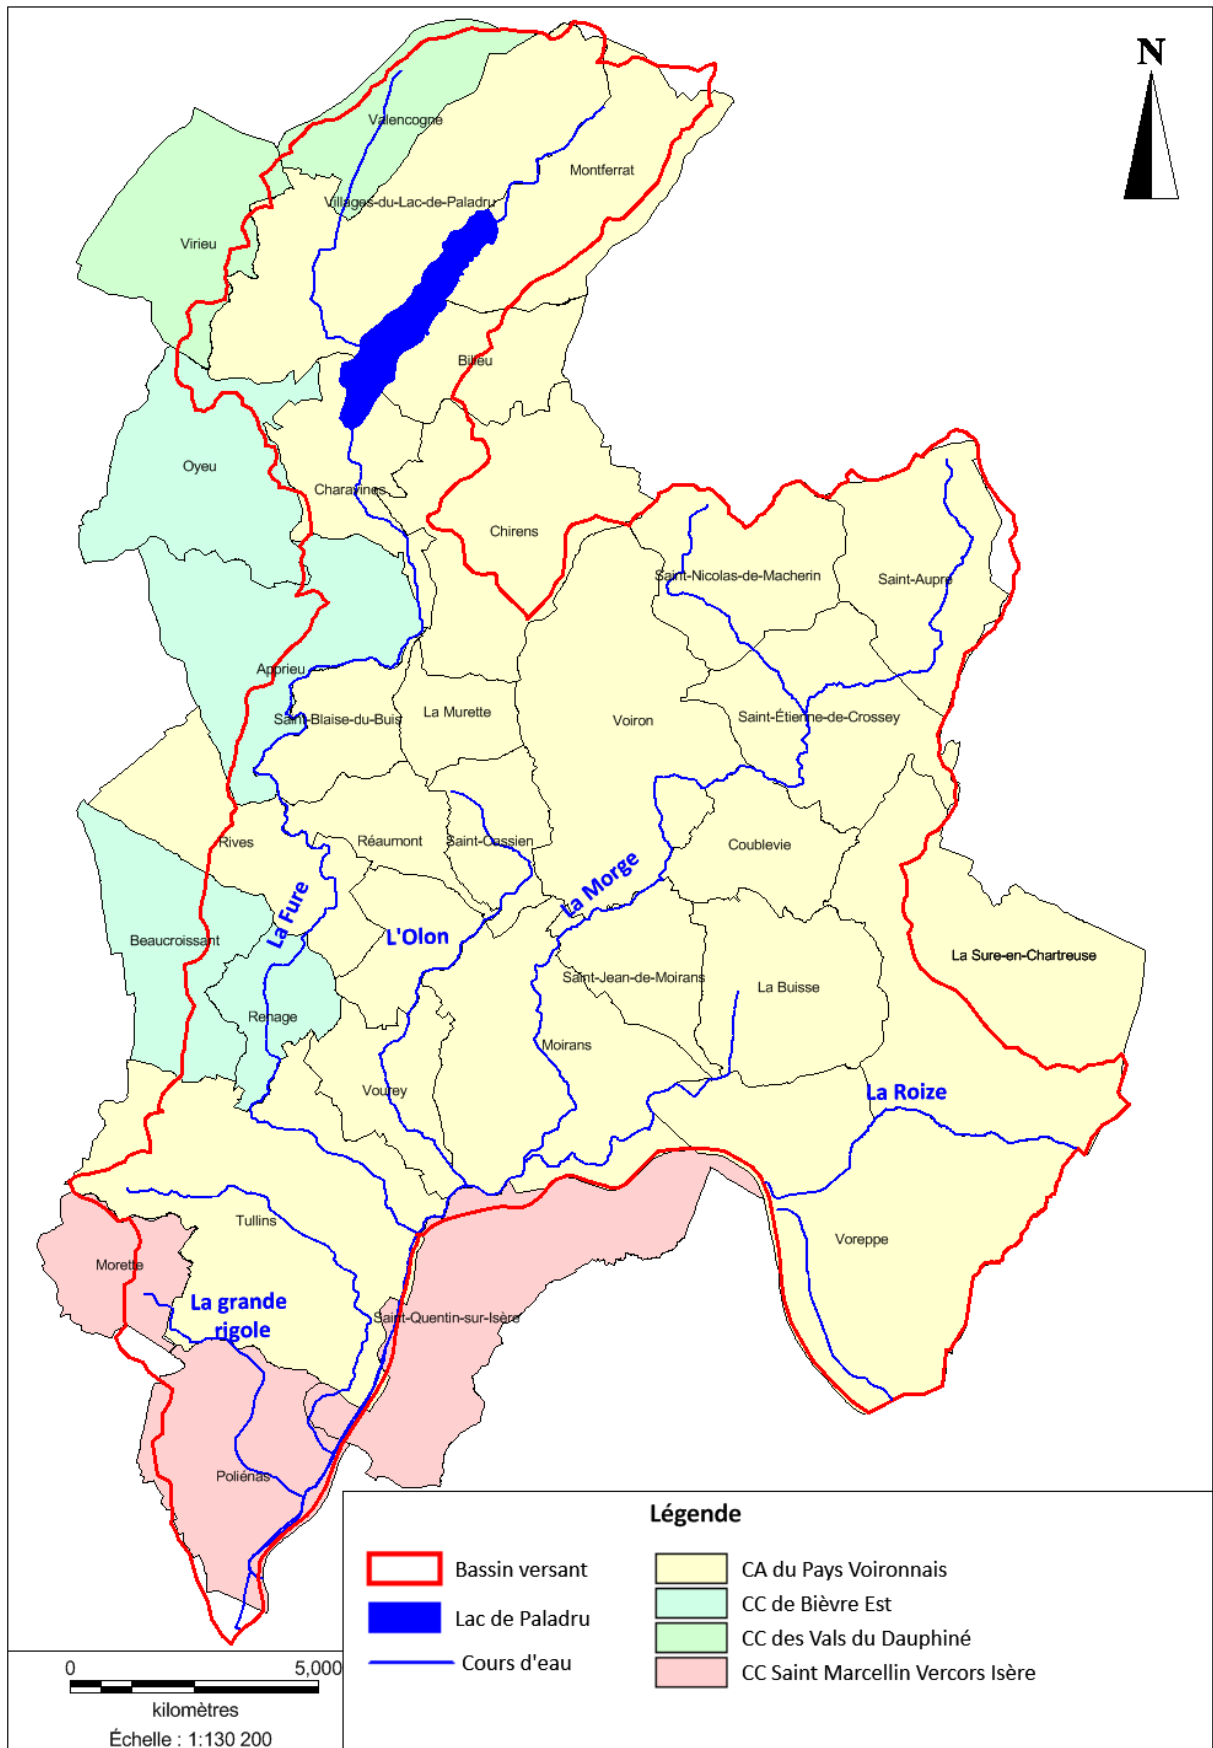 N
Valencogne
Montferrat
Villages-du-Lac-de-Paladru
Virieu
Bilieu
Oyeu
Charavines
Chirens
Saint-Nicolas-de-Macherin
Saint-Aupre
Apprieu
Saint-Blaise-du-Buis
La Murette
Voiron
Saint-Étienne-de-Crossey
Rives
Réaumont
Saint-Cassien
Coublevie
La Fure
La Morge
Beaucroissant
L'Olon
La Sure-en-Chartreuse
Saint-Jean-de-Moirans
La Buisse
Renage
Moirans
Vourey
La Roize
Tullins
Voreppe
Morette
La grande
rigole
Saint-Quentin-sur-Isère
Poliénas
Légende
Bassin versant
Lac de Paladru
Cours d'eau
CA du Pays Voironnais
CC de Bièvre Est
CC des Vals du Dauphiné
CC Saint Marcellin Vercors Isère
0 5,000
kilomètres
Échelle : 1:130 200